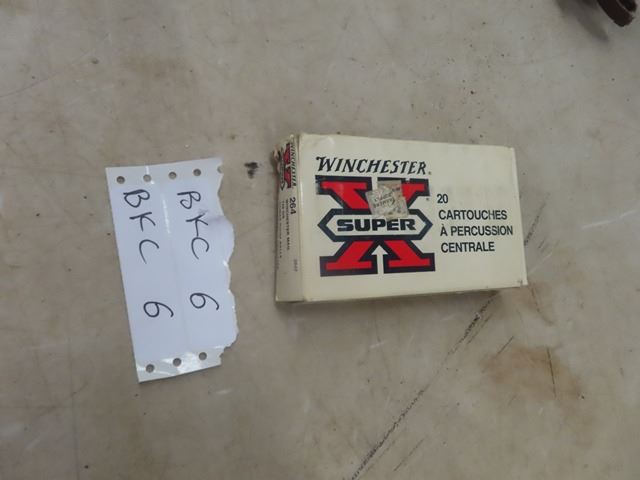 BKC 6
BKC 6
WINCHESTER
X
SUPER
20
CARTOUCHES
À PERCUSSION
CENTRALE
264